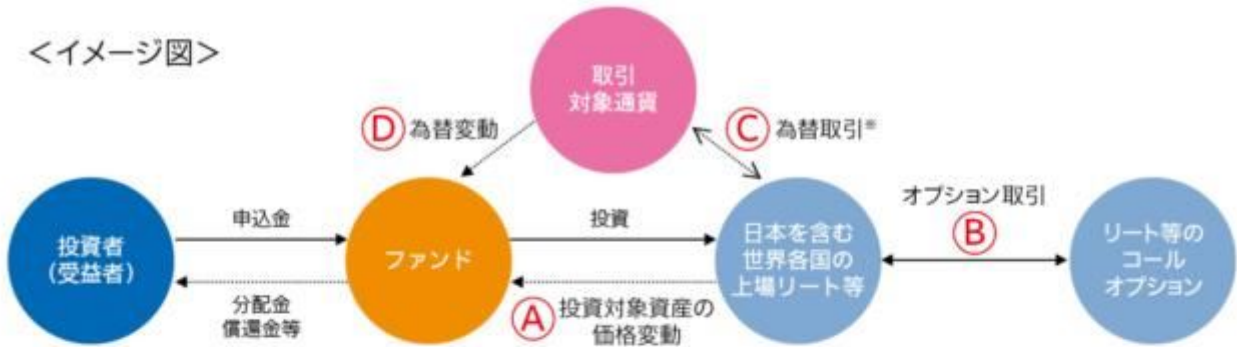 ＜イメージ図＞
取引
対象通貨
D 為替変動
C 為替取引※
投資者
（受益者）
申込金
分配金
償還金等
ファンド
投資
A 投資対象資産の
価格変動
日本を含む
世界各国の
上場リート等
オプション取引
B
リート等の
コール
オプション